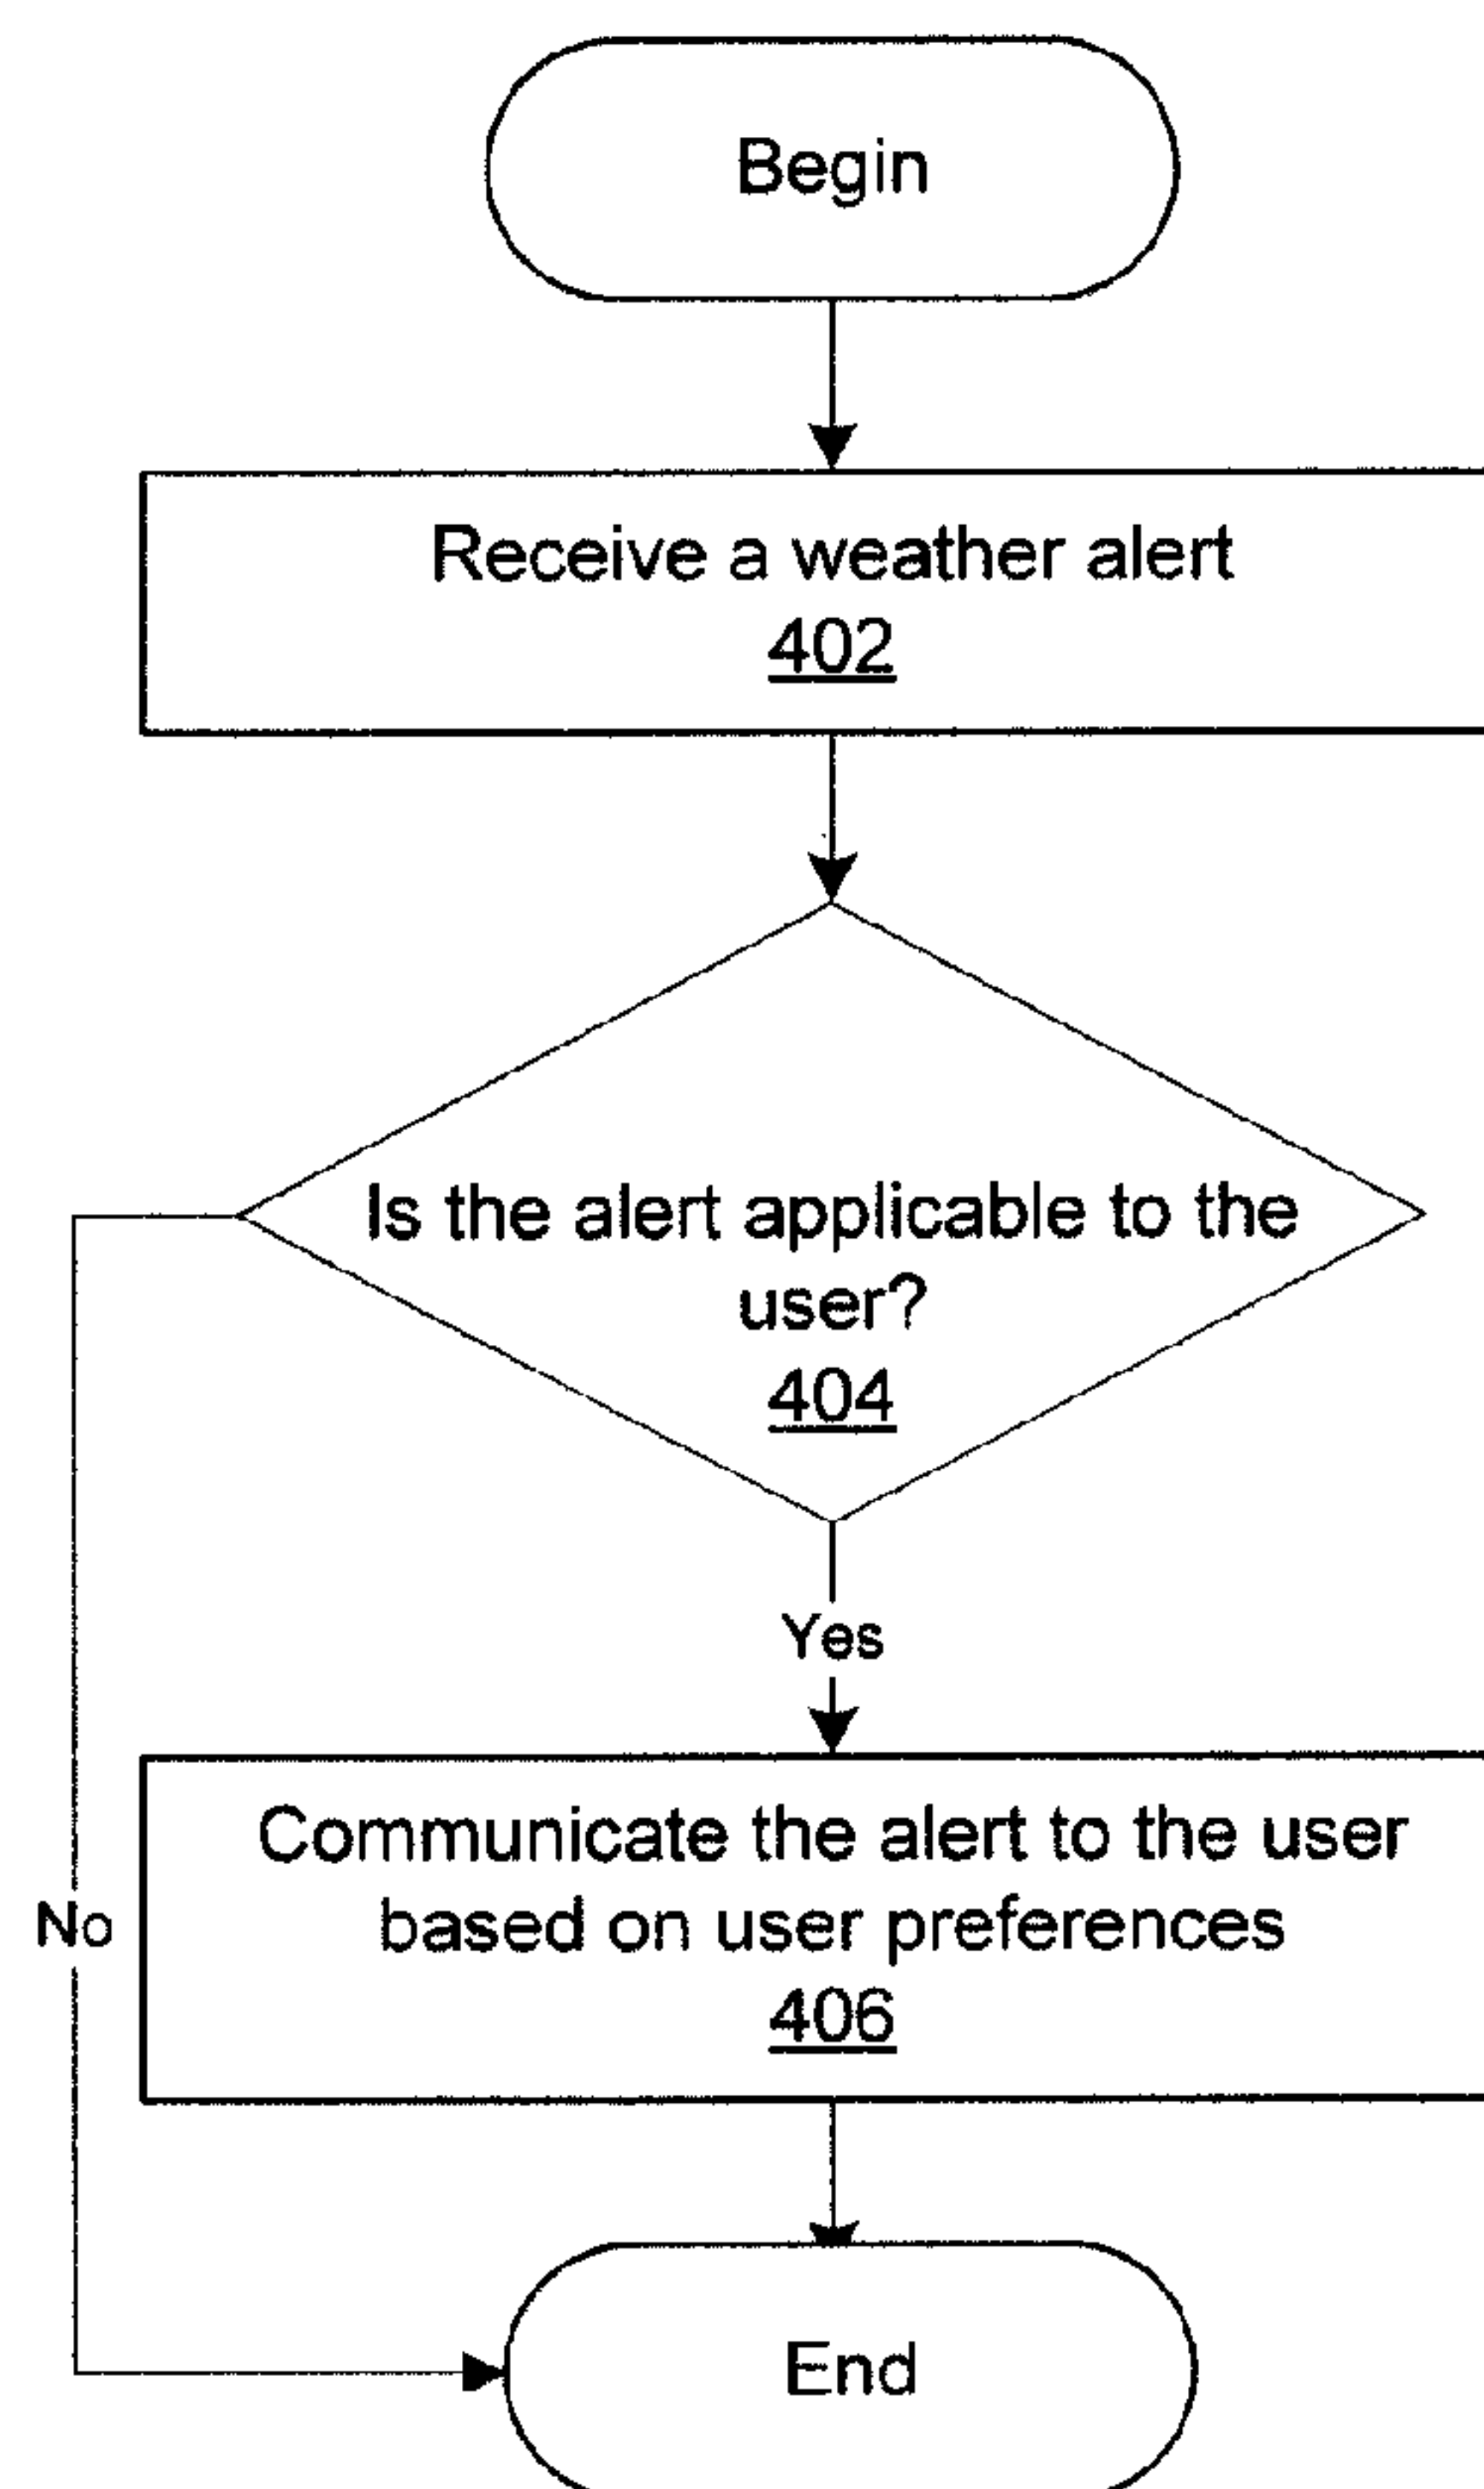 Begin
Receive a weather alert
402
Is the alert applicable to the
user?
404
Yes
Communicate the alert to the user
based on user preferences
406
No
End